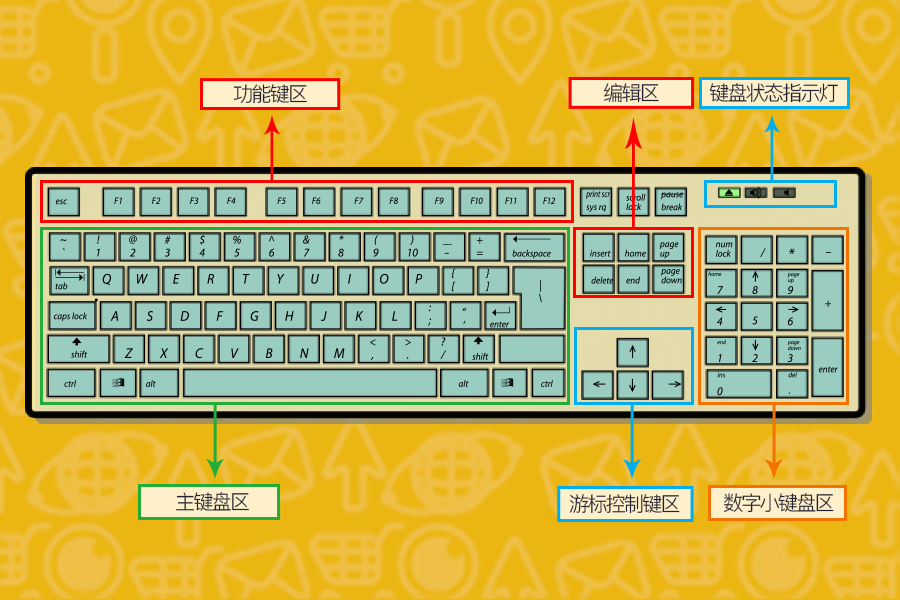 功能键区
编辑区
键盘状态指示灯
esc F1 F2 F3 F4 F5 F6 F7 F8 F9 F10 F11 F12
print scr
sys rq
scroll
lock
pause
break
~ ! @ # $ % ^ & * ( ) — +
` 1 2 3 4 5 6 7 8 9 10 - =
backspace
insert home page up
num lock / * -
tab Q W E R T Y U I O P { [ } ] | \
delete end page down
home 7 ↑ 8 page up 9 +
caps lock A S D F G H J K L : ; " , enter
← 4 5 → 6
shift Z X C V B N M < , > . ? / shift
↑
end 1 ↓ 2 page down 3 enter
ctrl alt alt ctrl
← ↓ →
ins 0 del .
主键盘区
游标控制键区
数字小键盘区